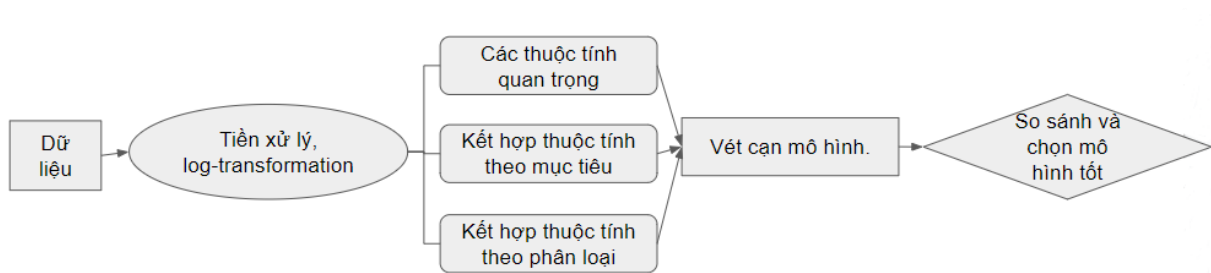 Dữ
liệu
Tiền xử lý,
log-transformation
Các thuộc tính
quan trọng
Kết hợp thuộc tính
theo mục tiêu
Kết hợp thuộc tính
theo phân loại
Vét cạn mô hình.
So sánh và
chọn mô
hình tốt